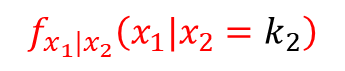 f_{x_1|x_2}(x_1|x_2 = k_2)